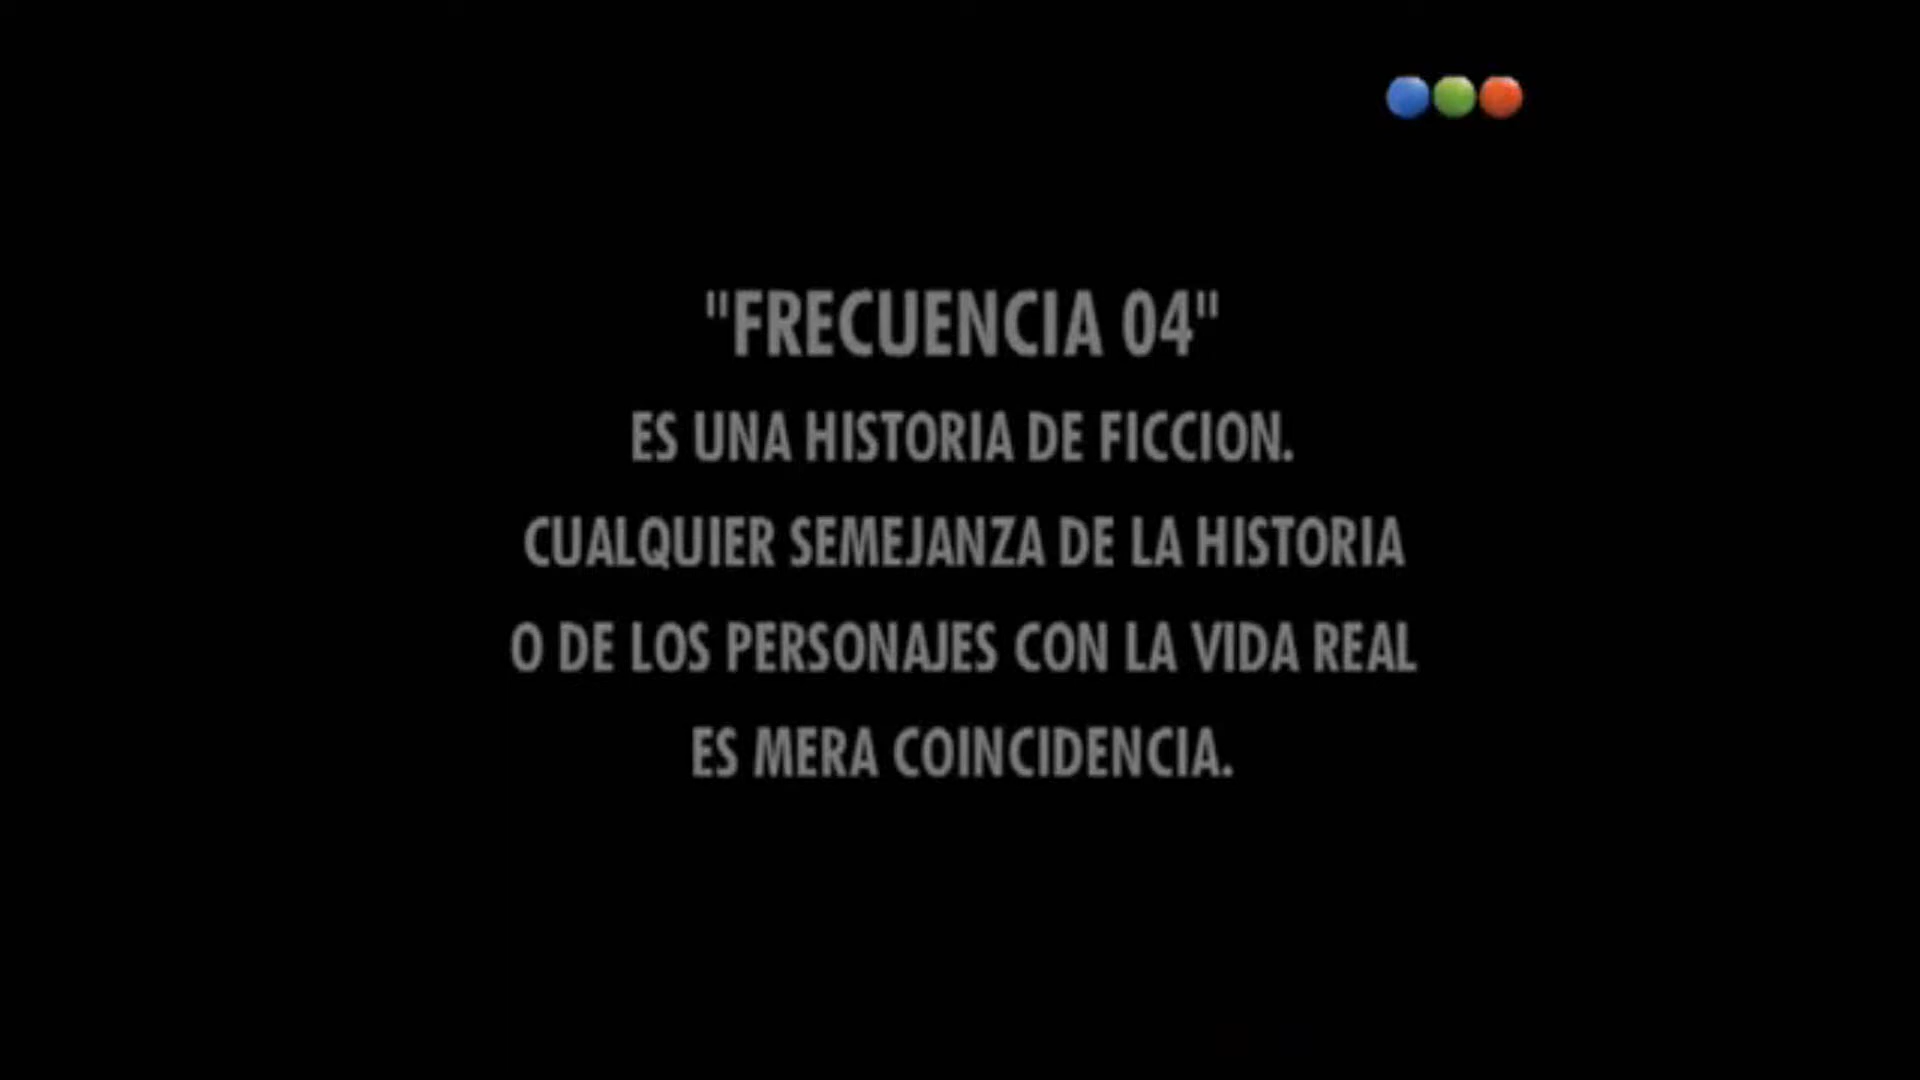 "FRECUENCIA 04"
ES UNA HISTORIA DE FICCION.
CUALQUIER SEMEJANZA DE LA HISTORIA
O DE LOS PERSONAJES CON LA VIDA REAL
ES MERA COINCIDENCIA.